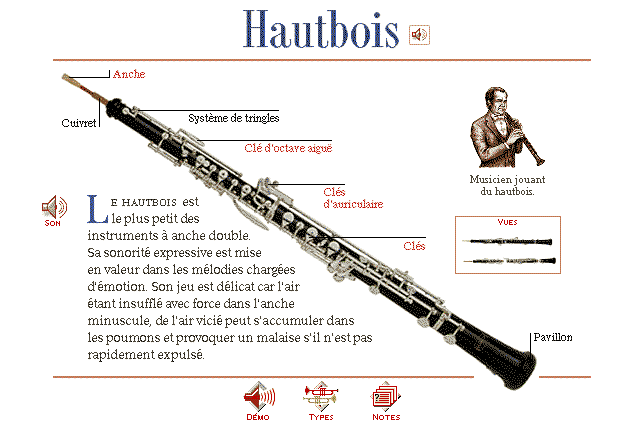 Hautbois
Anche
Cuivret
Système de tringles
Clé d'octave aiguë
Clés
d'auriculaire
Clés
Pavillon
Musicien jouant
du hautbois.
VUES
SON
LE HAUTBOIS est
le plus petit des
instruments à anche double.
Sa sonorité expressive est mise
en valeur dans les mélodies chargées
d'émotion. Son jeu est délicat car l'air
étant insufflé avec force dans l'anche
minuscule, de l'air vicié peut s'accumuler dans
les poumons et provoquer un malaise s'il n'est pas
rapidement expulsé.
DÉMO
TYPES
NOTES